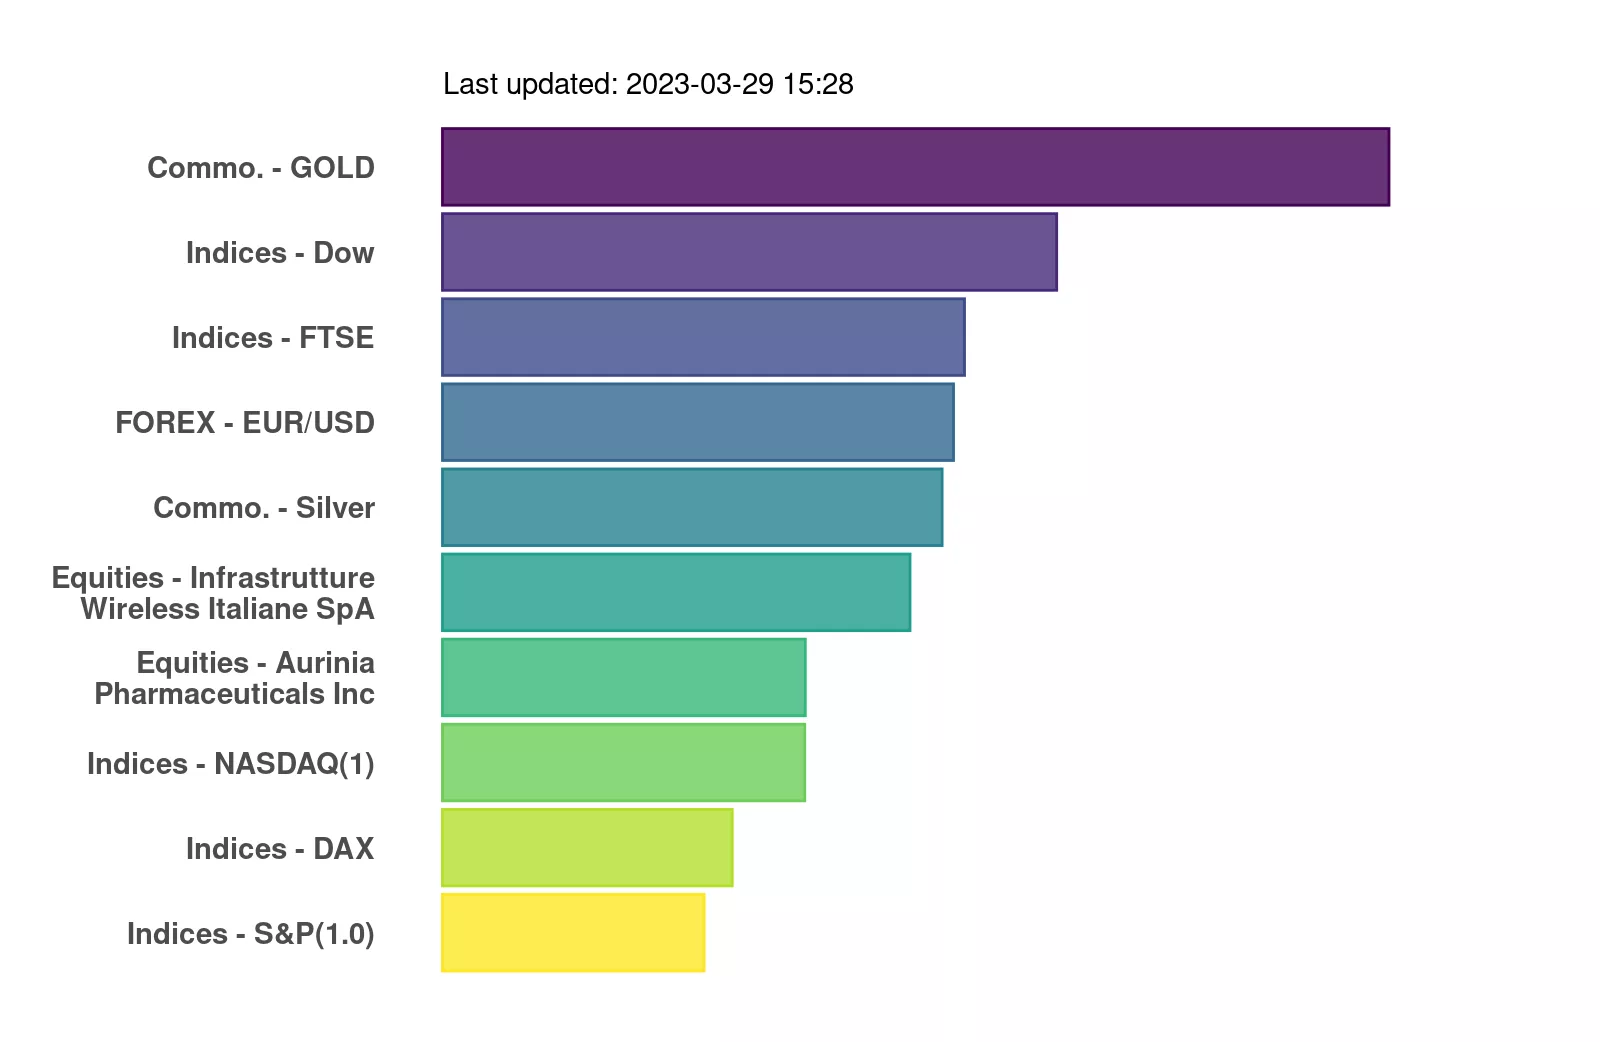 Last updated: 2023-03-29 15:28
Commo. - GOLD
Indices - Dow
Indices - FTSE
FOREX - EUR/USD
Commo. - Silver
Equities - Infrastrutture
Wireless Italiane SpA
Equities - Aurinia
Pharmaceuticals Inc
Indices - NASDAQ(1)
Indices - DAX
Indices - S&P(1.0)